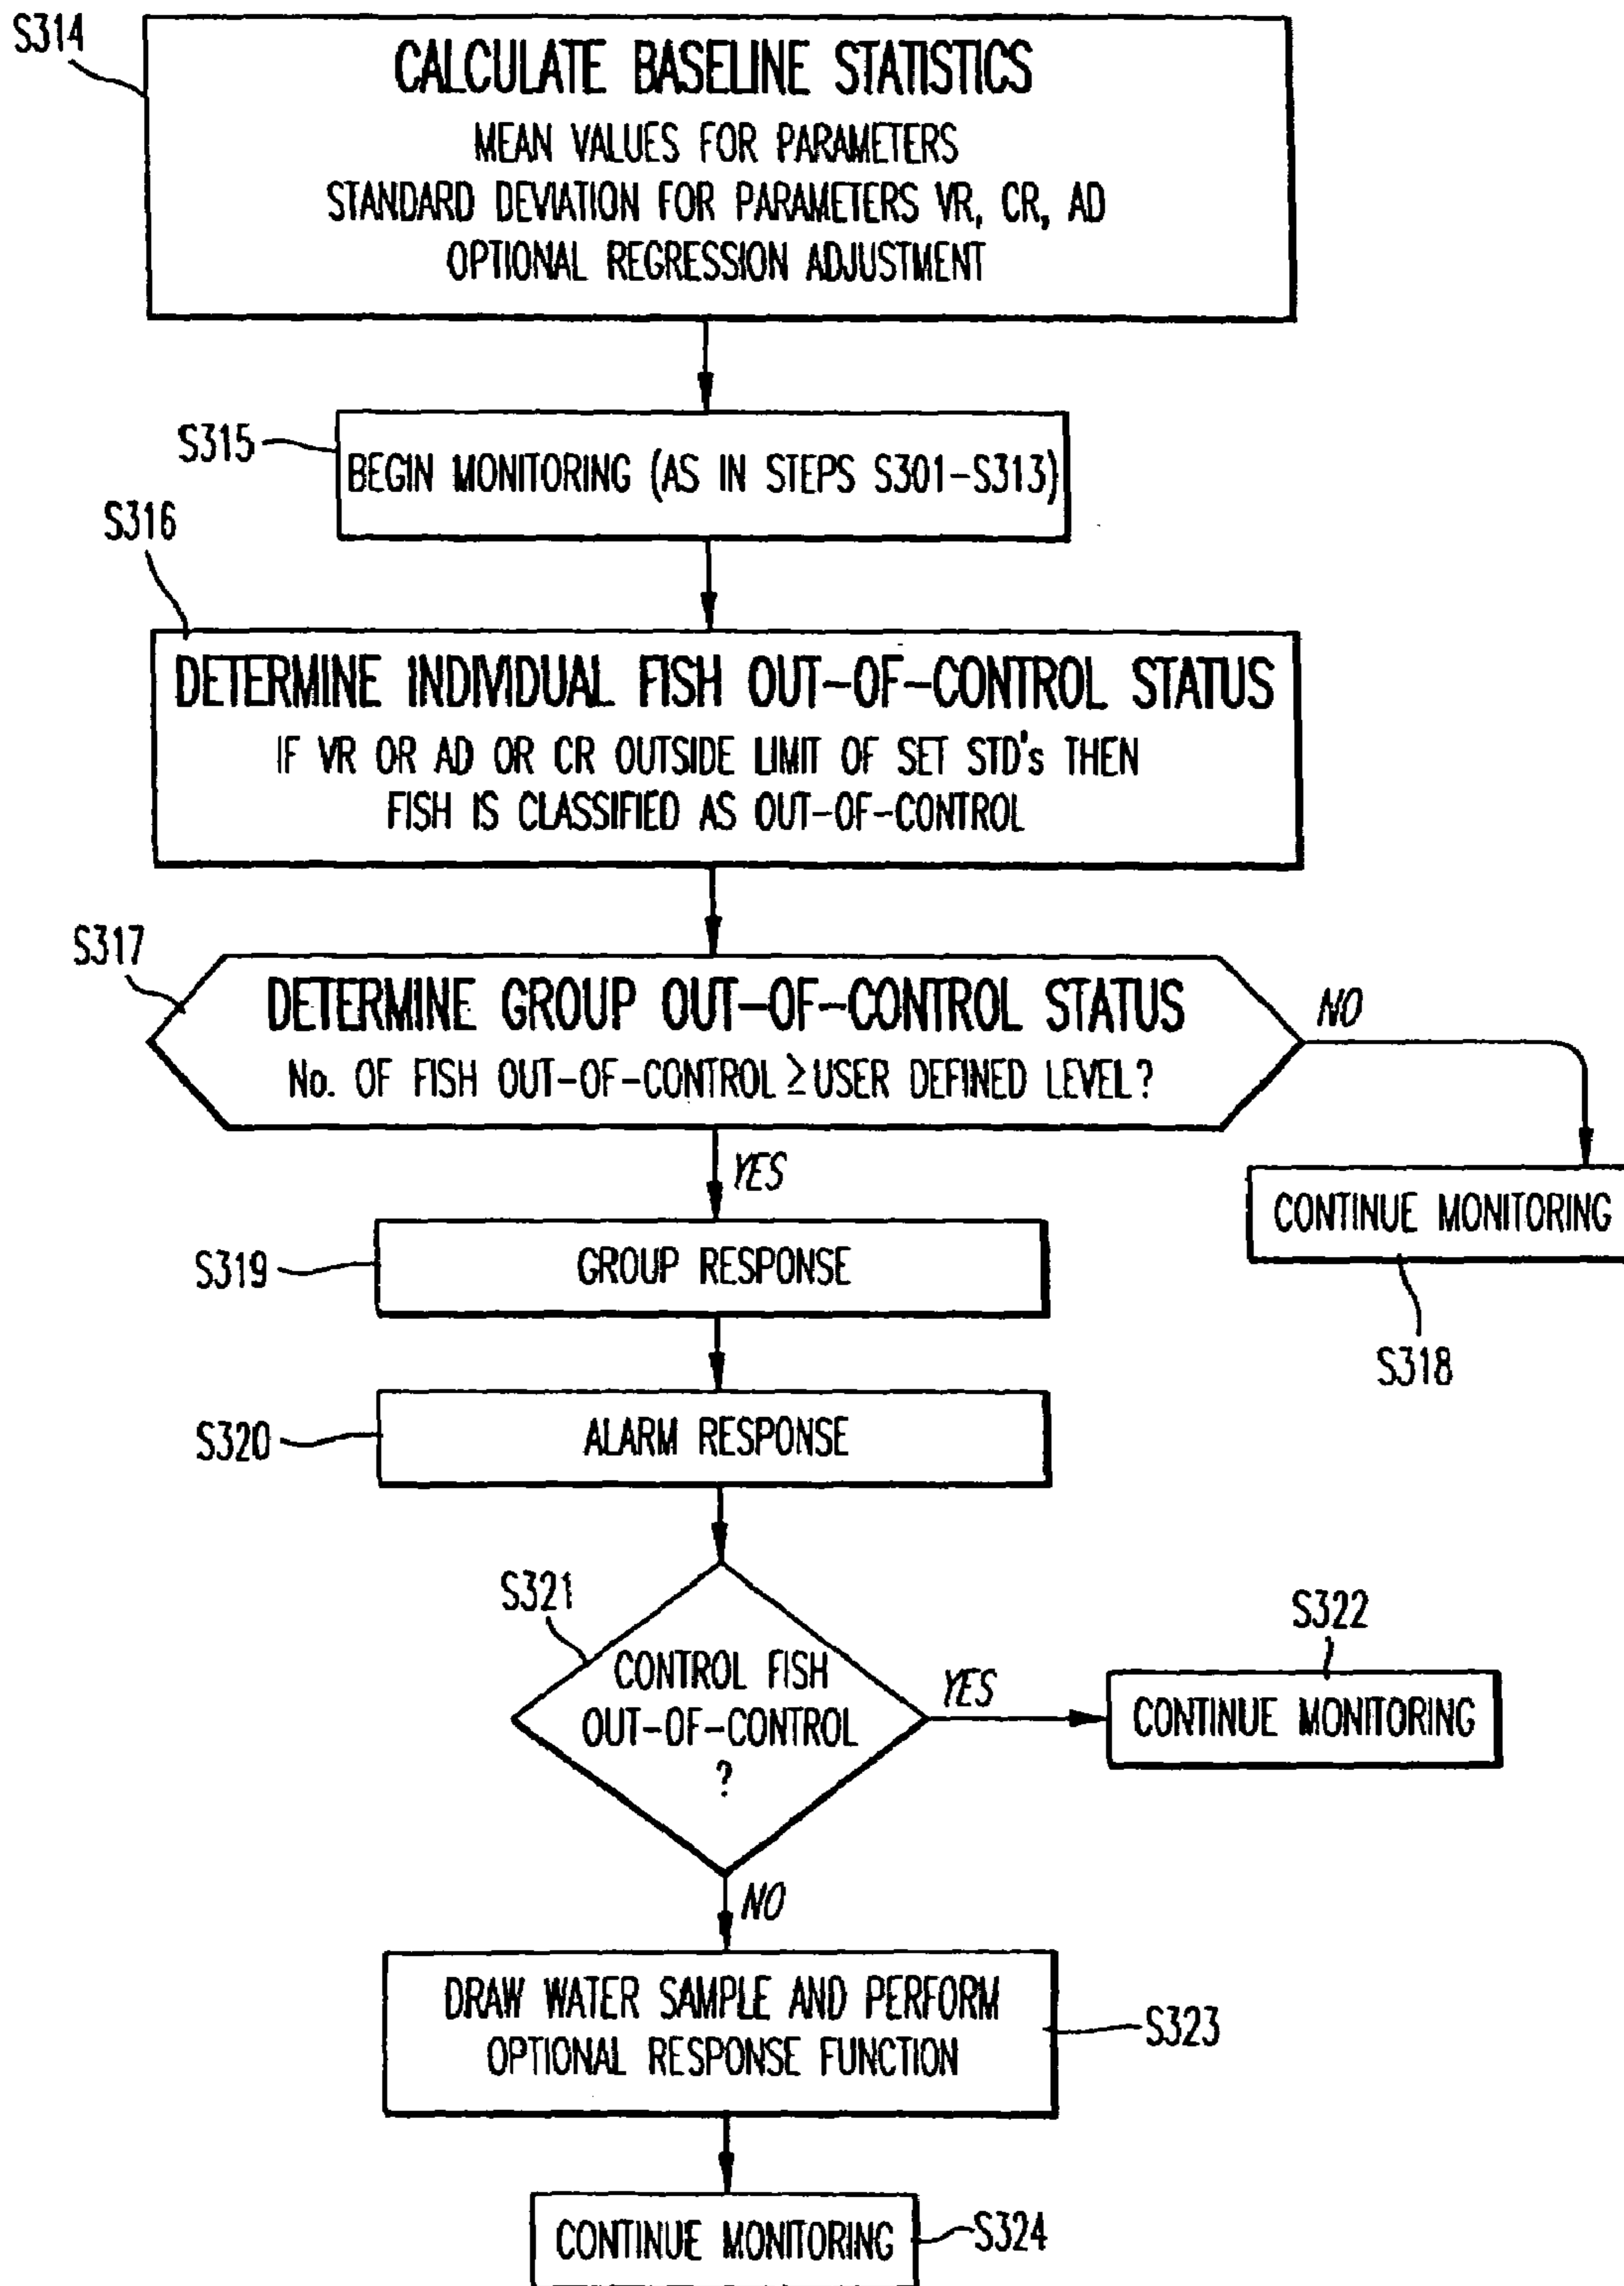 S314
CALCULATE BASELINE STATISTICS
MEAN VALUES FOR PARAMETERS
STANDARD DEVIATION FOR PARAMETERS VR, CR, AD
OPTIONAL REGRESSION ADJUSTMENT
S315
BEGIN MONITORING (AS IN STEPS S301-S313)
S316
DETERMINE INDIVIDUAL FISH OUT-OF-CONTROL STATUS
IF VR OR AD OR CR OUTSIDE LIMIT OF SET STD's THEN
FISH IS CLASSIFIED AS OUT-OF-CONTROL
S317
DETERMINE GROUP OUT-OF-CONTROL STATUS
No. OF FISH OUT-OF-CONTROL ≥ USER DEFINED LEVEL?
NO
YES
CONTINUE MONITORING
S318
S319
GROUP RESPONSE
S320
ALARM RESPONSE
S321
CONTROL FISH
OUT-OF-CONTROL
?
YES
S322
CONTINUE MONITORING
NO
DRAW WATER SAMPLE AND PERFORM
OPTIONAL RESPONSE FUNCTION
S323
CONTINUE MONITORING
S324